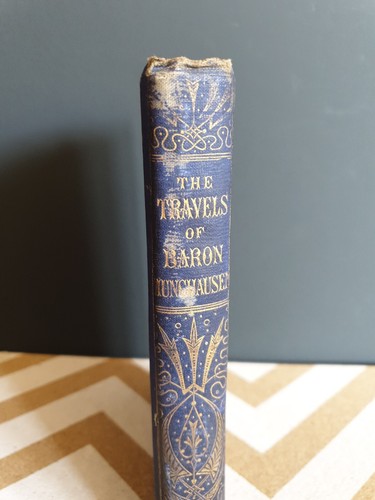 THE
TRAVELS
OF
BARON
MUNCHAUSEN